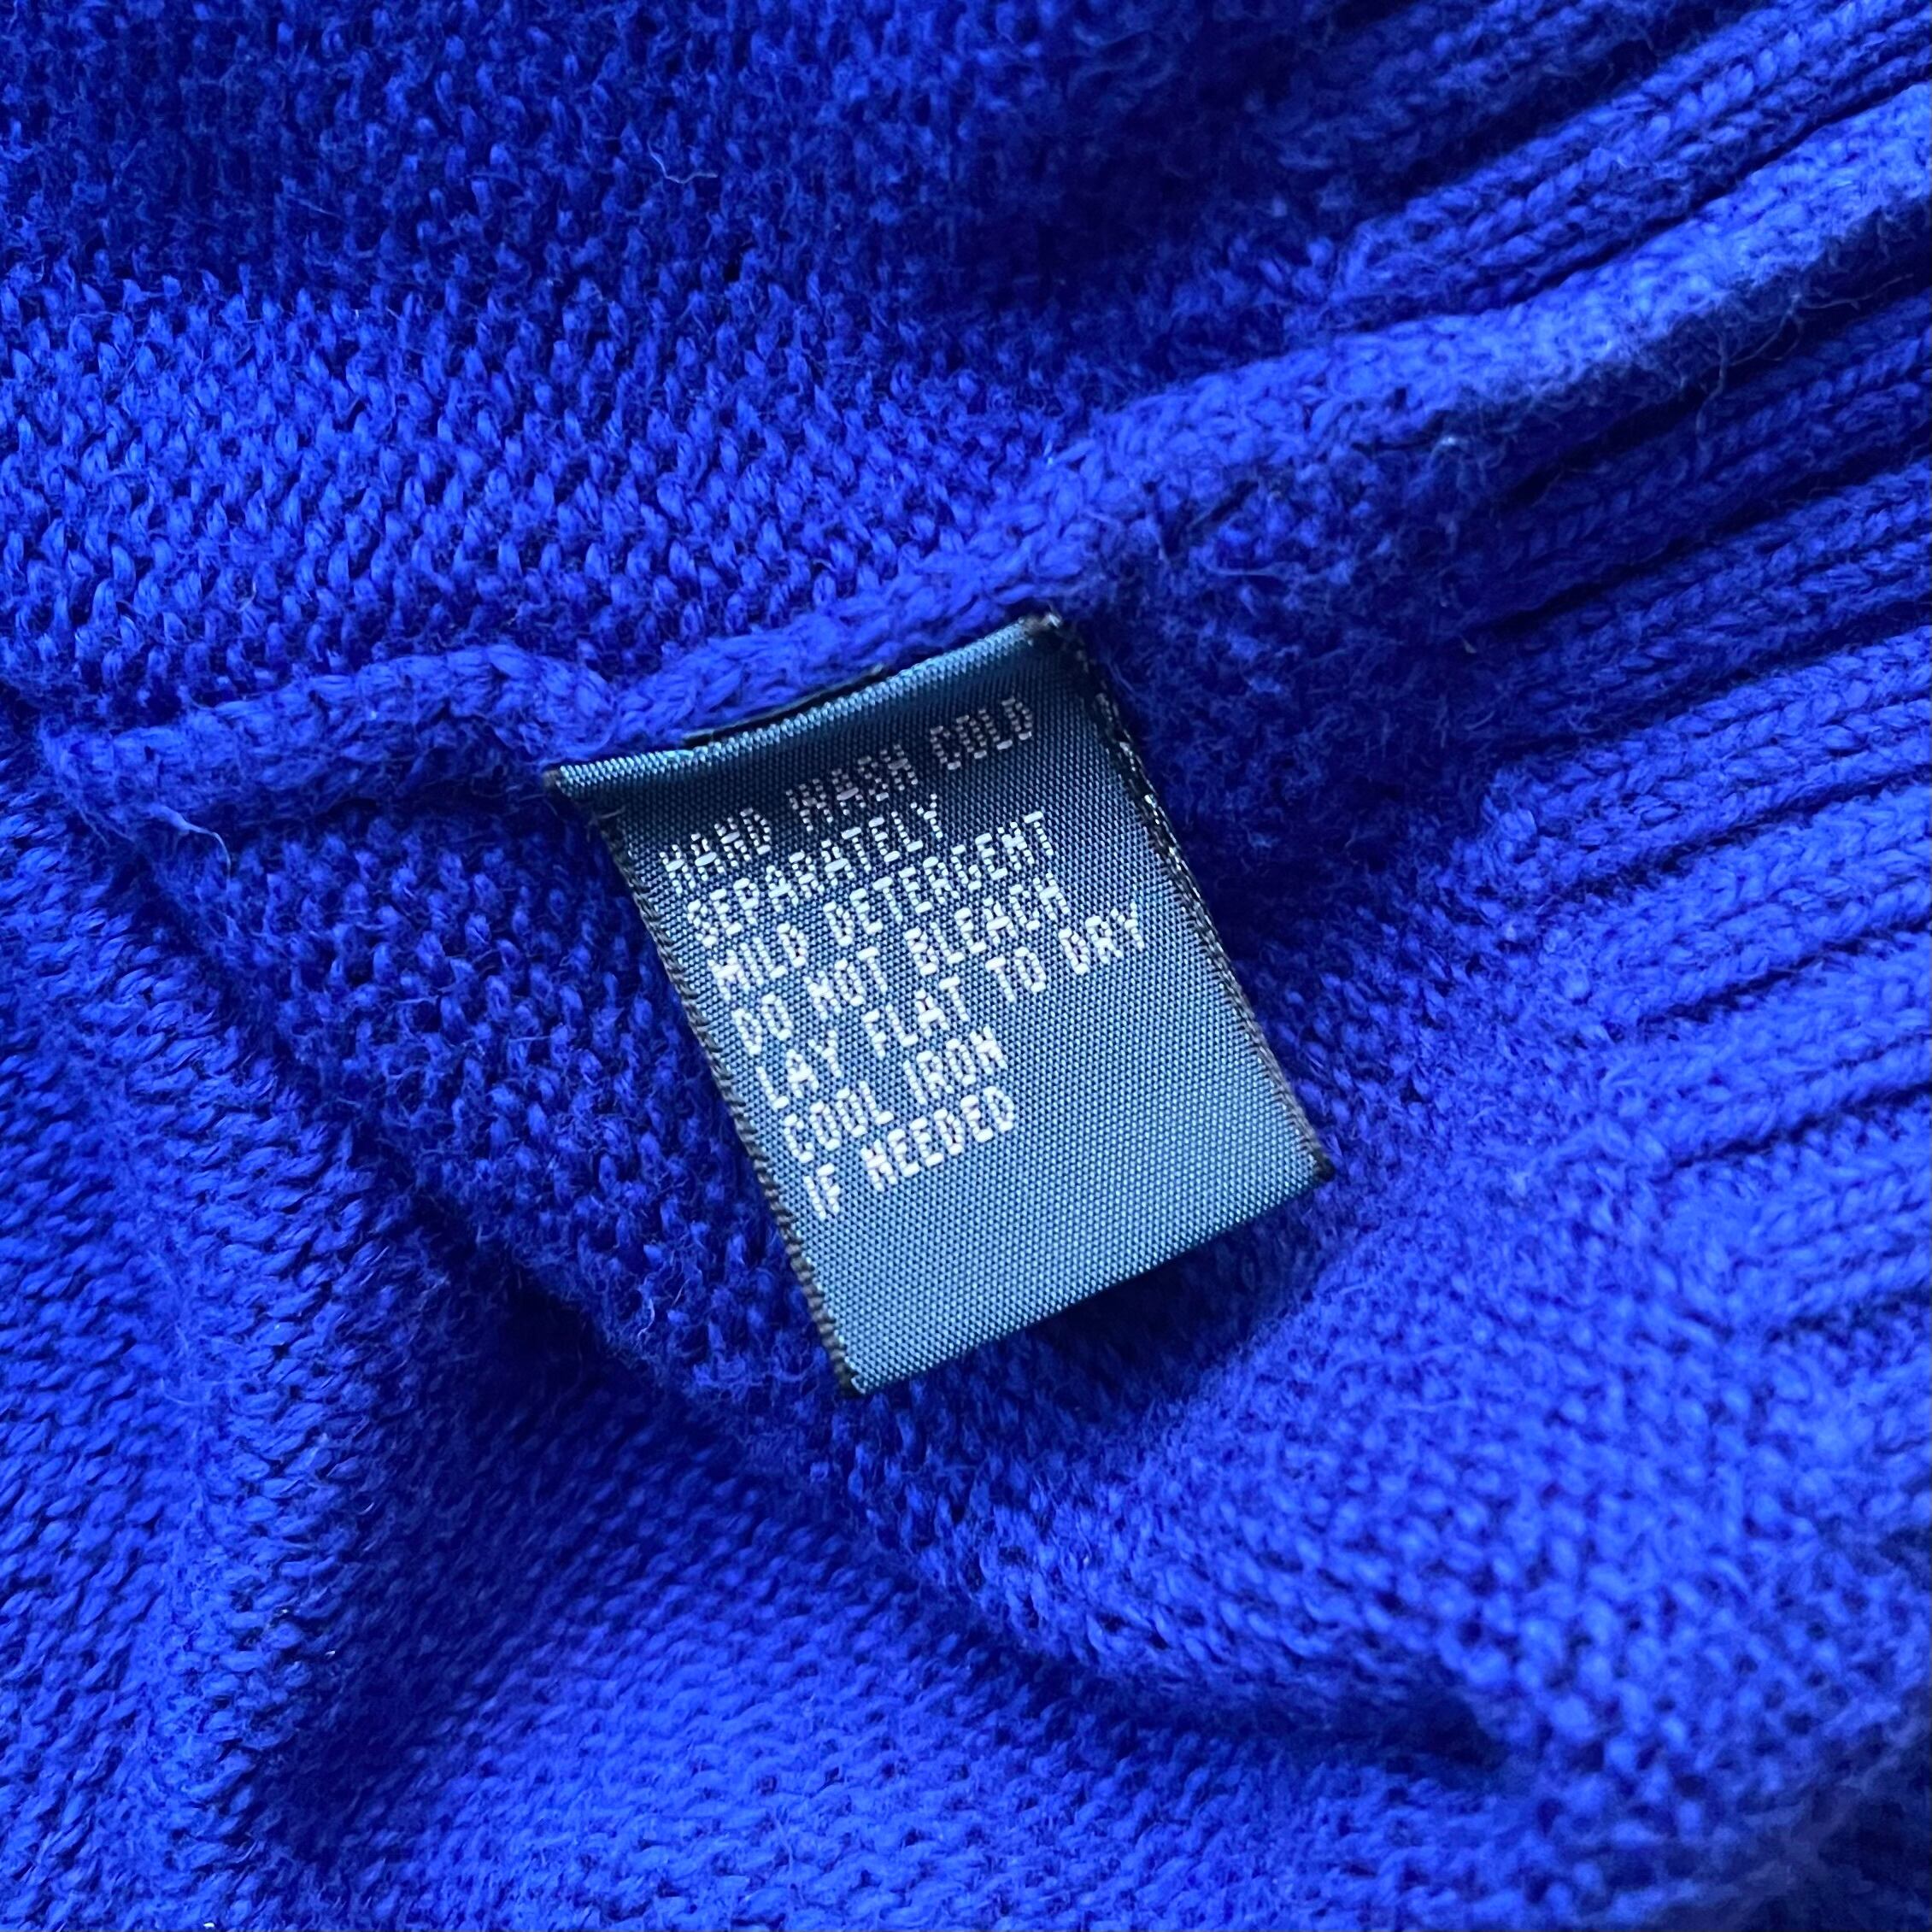 HAND WASH COLD
SEPARATELY
MILD DETERGENT
DO NOT BLEACH
LAY FLAT TO DRY
COOL IRON
IF NEEDED